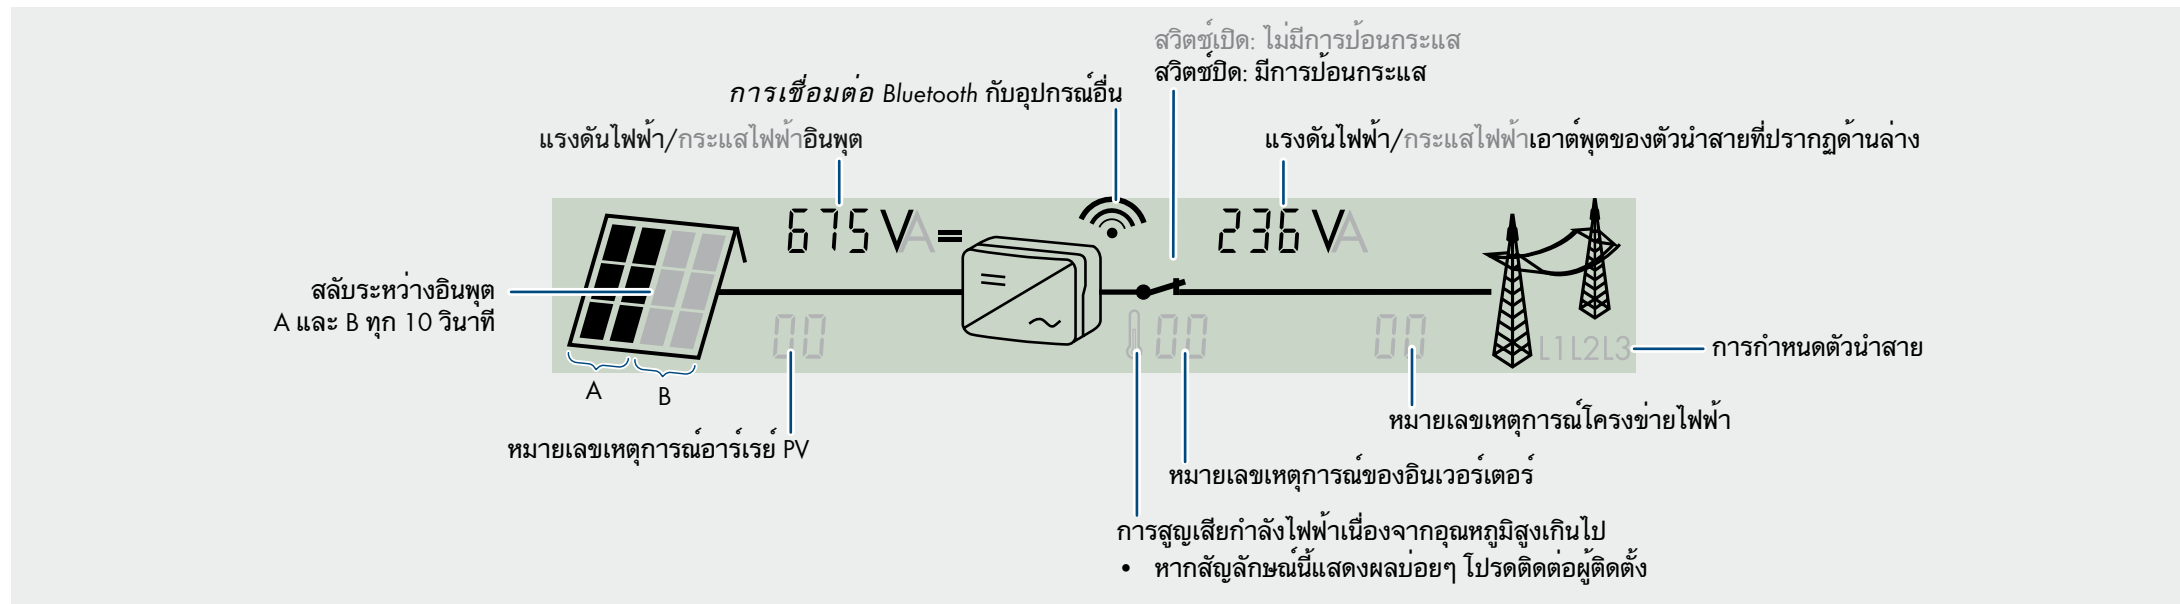 สวิตช์เปิด: ไม่มีการป้อนกระแส
สวิตช์ปิด: มีการป้อนกระแส
การเชื่อมต่อ Bluetooth กับอุปกรณ์อื่น
แรงดันไฟฟ้า/กระแสไฟฟ้าอินพุต
แรงดันไฟฟ้า/กระแสไฟฟ้าเอาต์พุตของตัวนำสายที่ปรากฏด้านล่าง
675 VA
236 VA
สลับระหว่างอินพุต
A และ B ทุก 10 วินาที
00
00
00
L1L2L3
การกำหนดตัวนำสาย
A
B
หมายเลขเหตุการณ์โครงข่ายไฟฟ้า
หมายเลขเหตุการณ์อาร์เรย์ PV
หมายเลขเหตุการณ์ของอินเวอร์เตอร์
การสูญเสียกำลังไฟฟ้าเนื่องจากอุณหภูมิสูงเกินไป
• หากสัญลักษณ์นี้แสดงผลบ่อยๆ โปรดติดต่อผู้ติดตั้ง